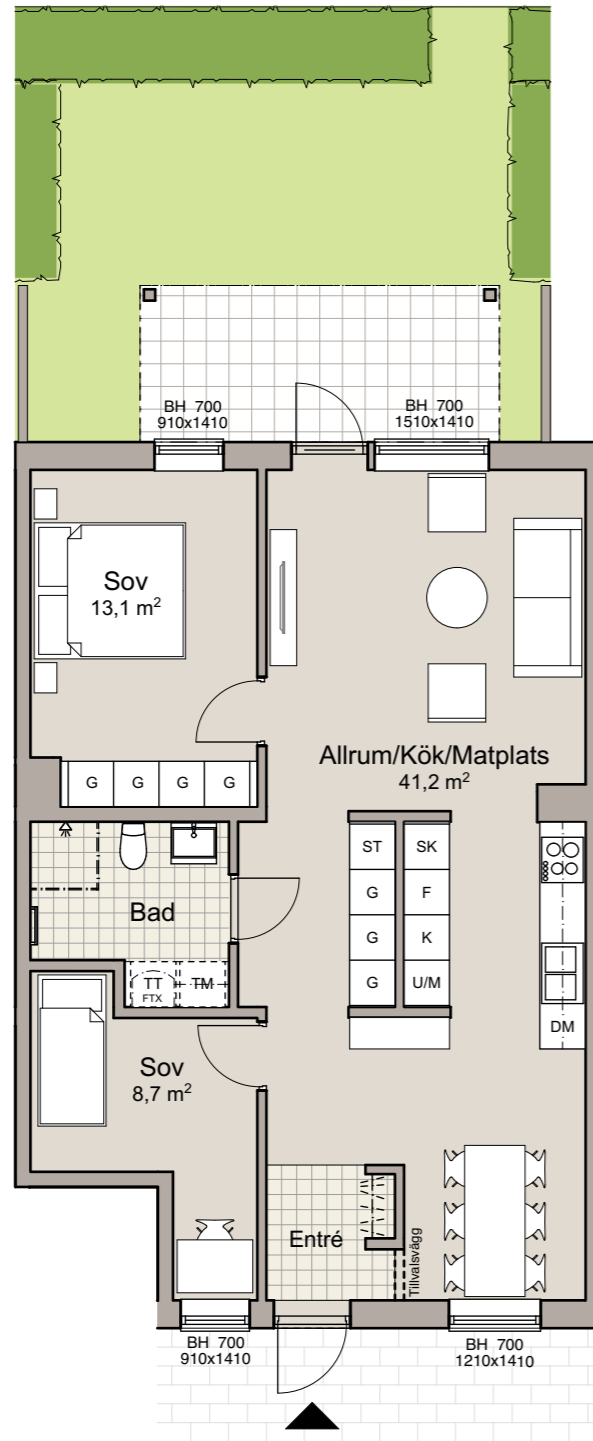 BH 700
910x1410
BH 700
1510x1410
Sov
13,1 m²
Allrum/Kök/Matplats
41,2 m²
G G G G
ST SK
G F
G K
G U/M
Bad
TT
FTX
TM
DM
Sov
8,7 m²
Entré
Tillvalsvägg
BH 700
910x1410
BH 700
1210x1410